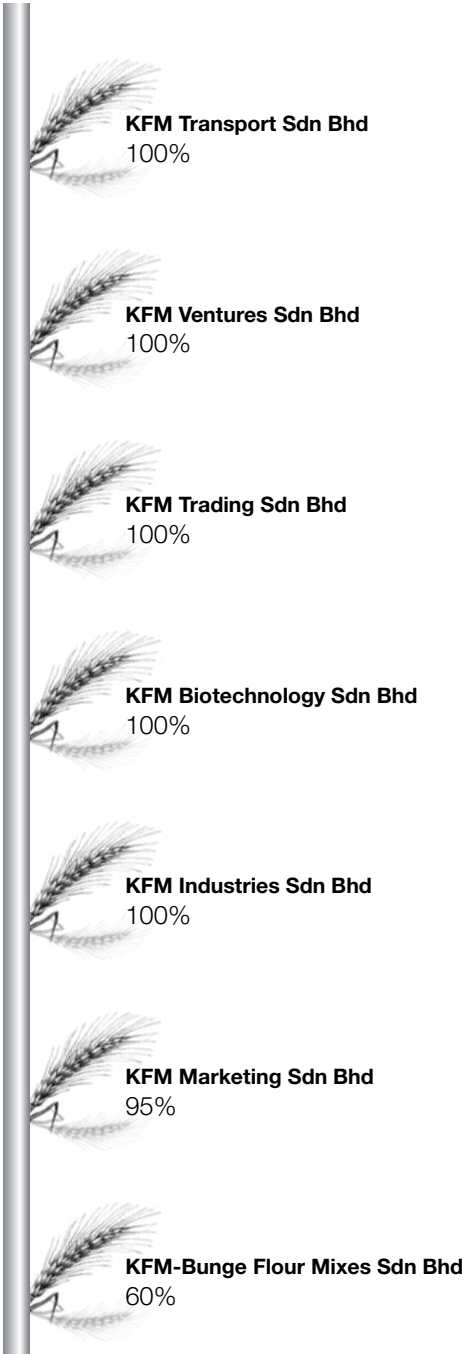 KFM Transport Sdn Bhd
100%
KFM Ventures Sdn Bhd
100%
KFM Trading Sdn Bhd
100%
KFM Biotechnology Sdn Bhd
100%
KFM Industries Sdn Bhd
100%
KFM Marketing Sdn Bhd
95%
KFM-Bunge Flour Mixes Sdn Bhd
60%